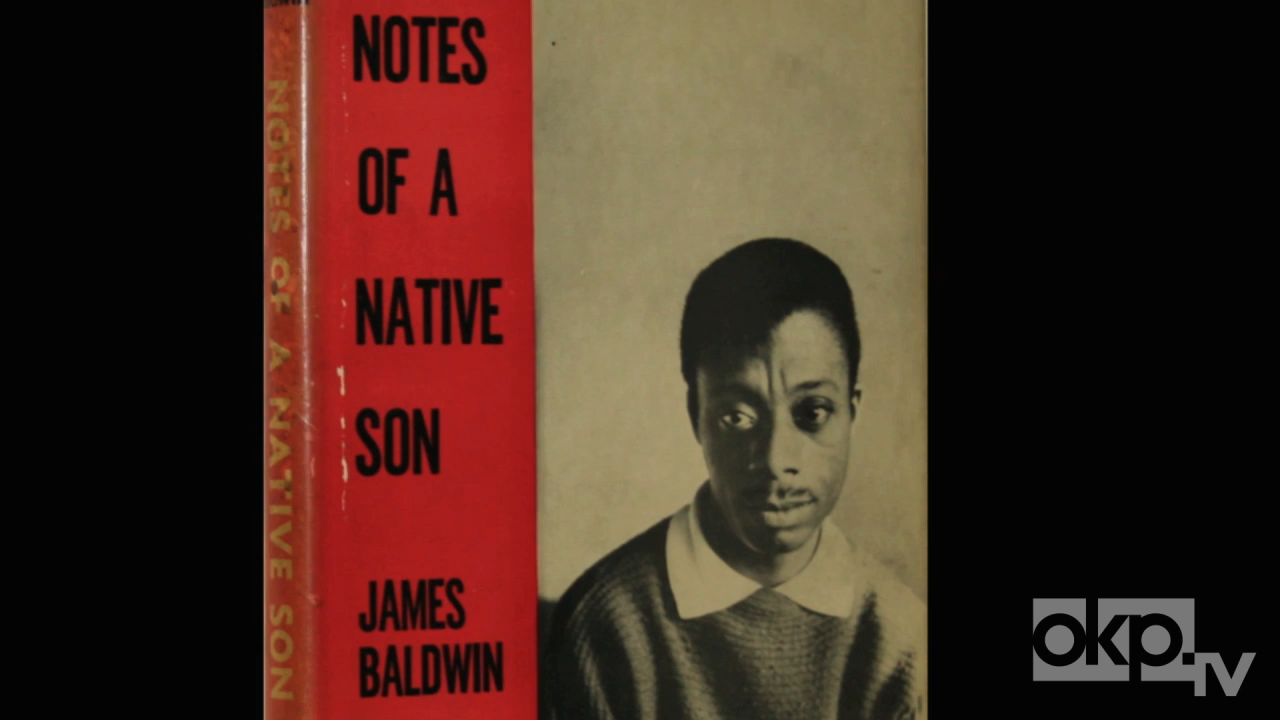 NOTES OF A NATIVE SON
NOTES
OF A
NATIVE
SON
JAMES
BALDWIN
okp.
TV